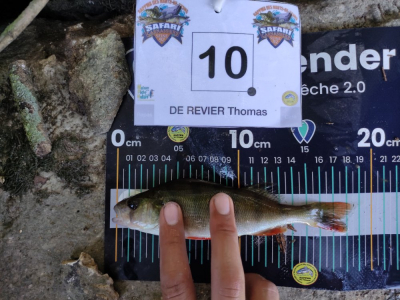 SAFARI
SAFARI
10
DE REVIER Thomas
ender
êche 2.0
0cm
10cm
20cm
05
15
01 02 03 04 06 07 08 09 11 12 13 14 16 17 18 19 21 22